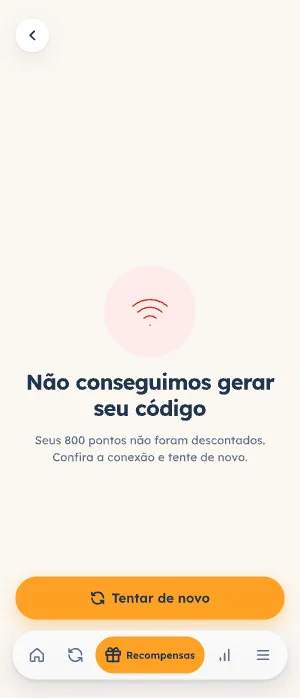 Não conseguimos gerar
seu código
Seus 800 pontos não foram descontados.
Confira a conexão e tente de novo.
Tentar de novo
Recompensas